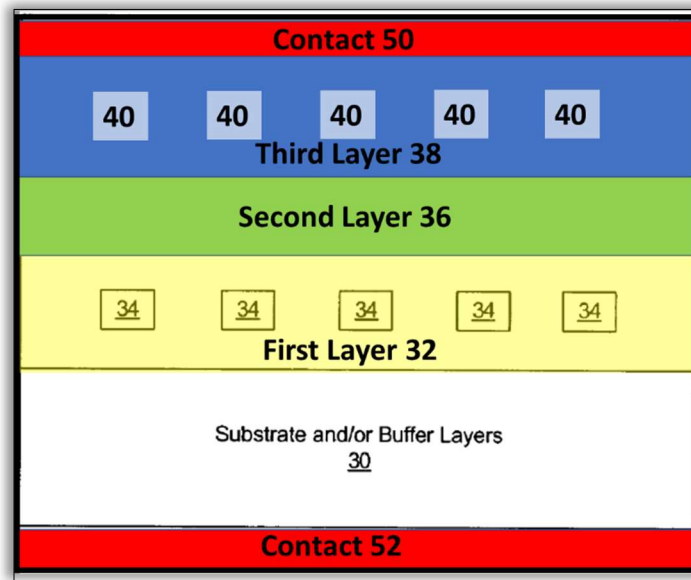 Contact 50
40 40 40 40 40
Third Layer 38
Second Layer 36
34 34 34 34 34
First Layer 32
Substrate and/or Buffer Layers
30
Contact 52